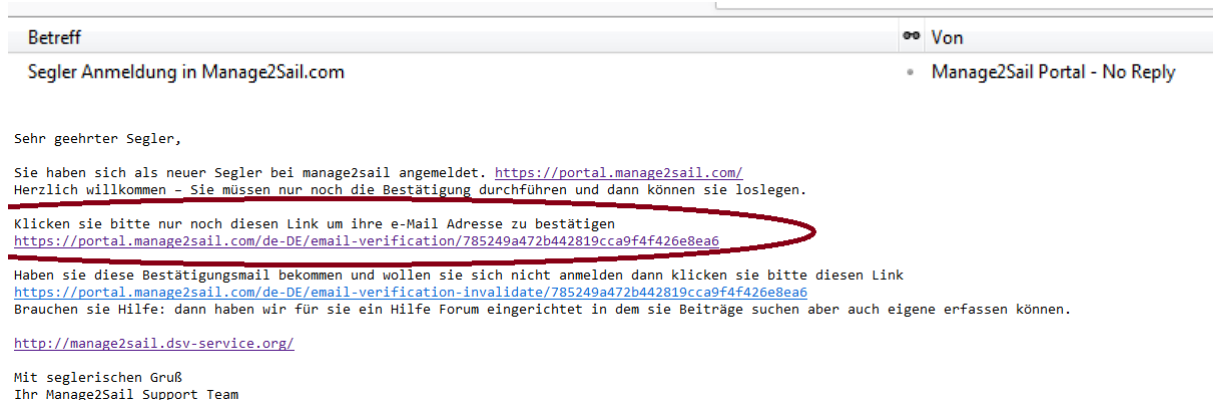 Betreff Von
Segler Anmeldung in Manage2Sail.com Manage2Sail Portal - No Reply
Sehr geehrter Segler,
Sie haben sich als neuer Segler bei manage2sail angemeldet. https://portal.manage2sail.com/
Herzlich willkommen – Sie müssen nur noch die Bestätigung durchführen und dann können sie loslegen.
Klicken sie bitte nur noch diesen Link um ihre e-Mail Adresse zu bestätigen
https://portal.manage2sail.com/de-DE/email-verification/785249a472b442819cca9f4f426e8ea6
Haben sie diese Bestätigungsmail bekommen und wollen sie sich nicht anmelden dann klicken sie bitte diesen Link
https://portal.manage2sail.com/de-DE/email-verification-invalidate/785249a472b442819cca9f4f426e8ea6
Brauchen sie Hilfe: dann haben wir für sie ein Hilfe Forum eingerichtet in dem sie Beiträge suchen aber auch eigene erfassen können.
http://manage2sail.dsv-service.org/
Mit seglerischen Gruß
Ihr Manage2Sail Support Team